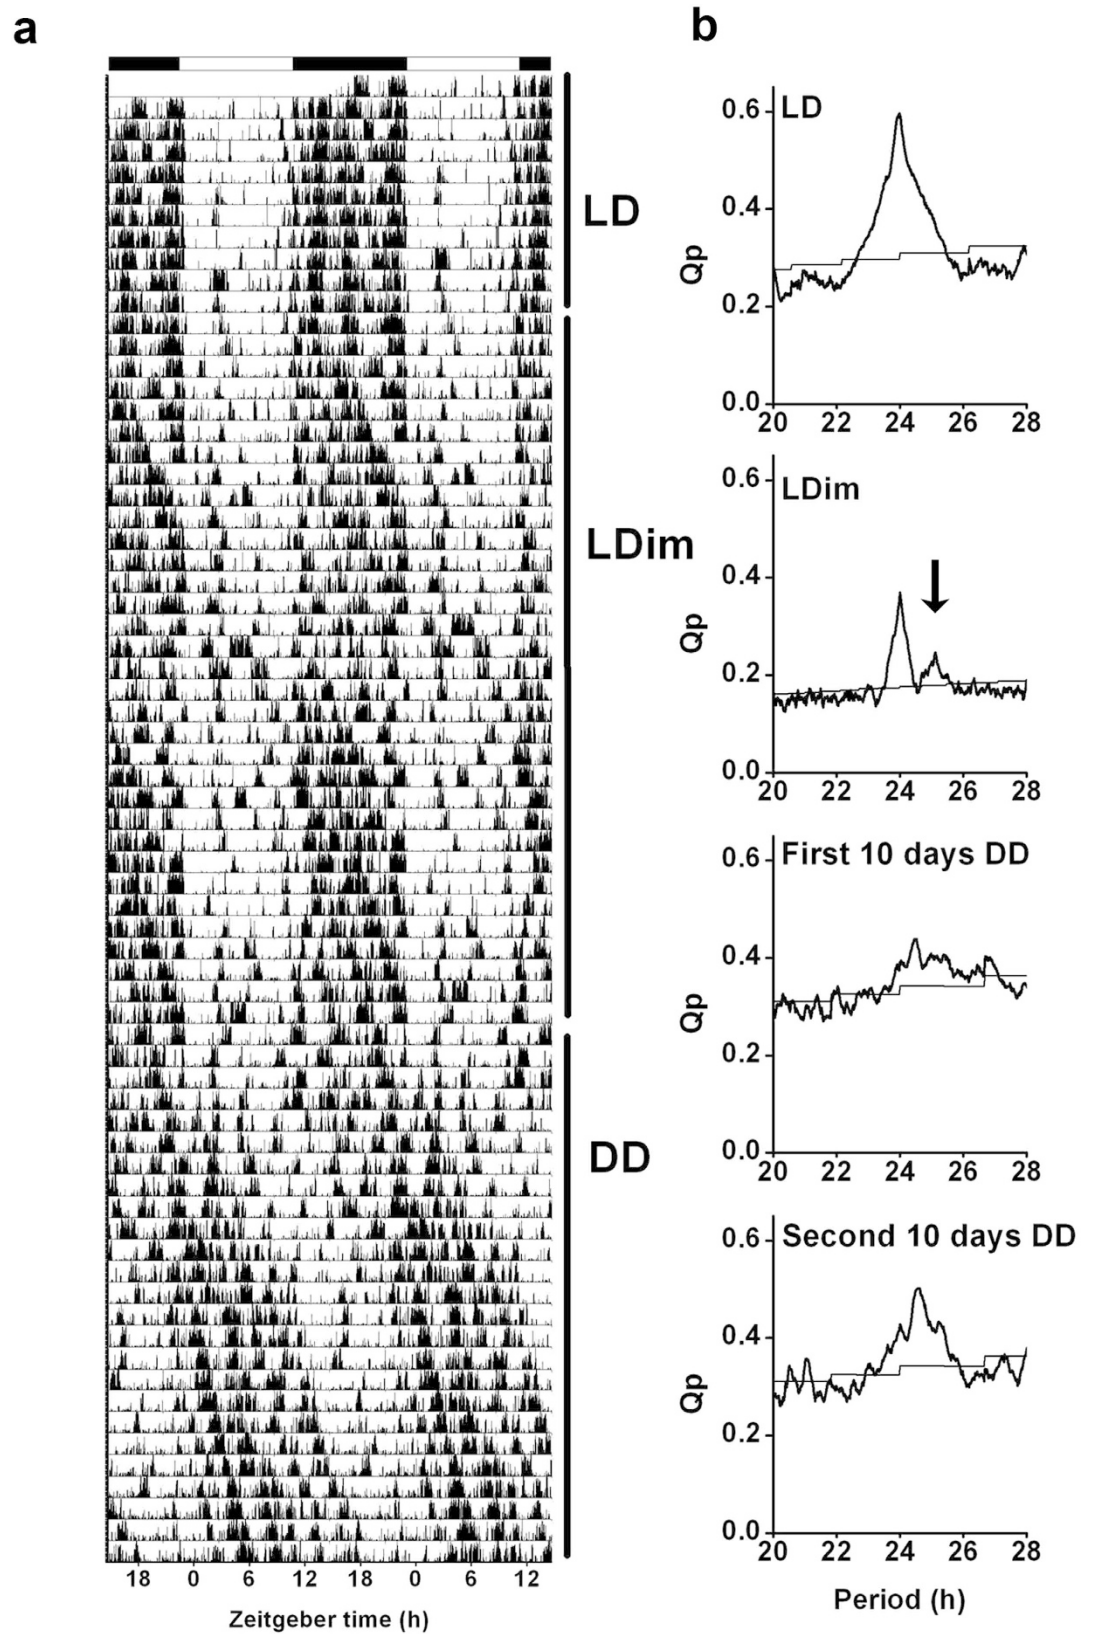 a
LD
LDim
DD
18 0 6 12 18 0 6 12
Zeitgeber time (h)
b
LD
Qp
0.6
0.4
0.2
0.0
20 22 24 26 28
LDim
Qp
0.6
0.4
0.2
0.0
20 22 24 26 28
First 10 days DD
Qp
0.6
0.4
0.2
0.0
20 22 24 26 28
Second 10 days DD
Qp
0.6
0.4
0.2
0.0
20 22 24 26 28
Period (h)